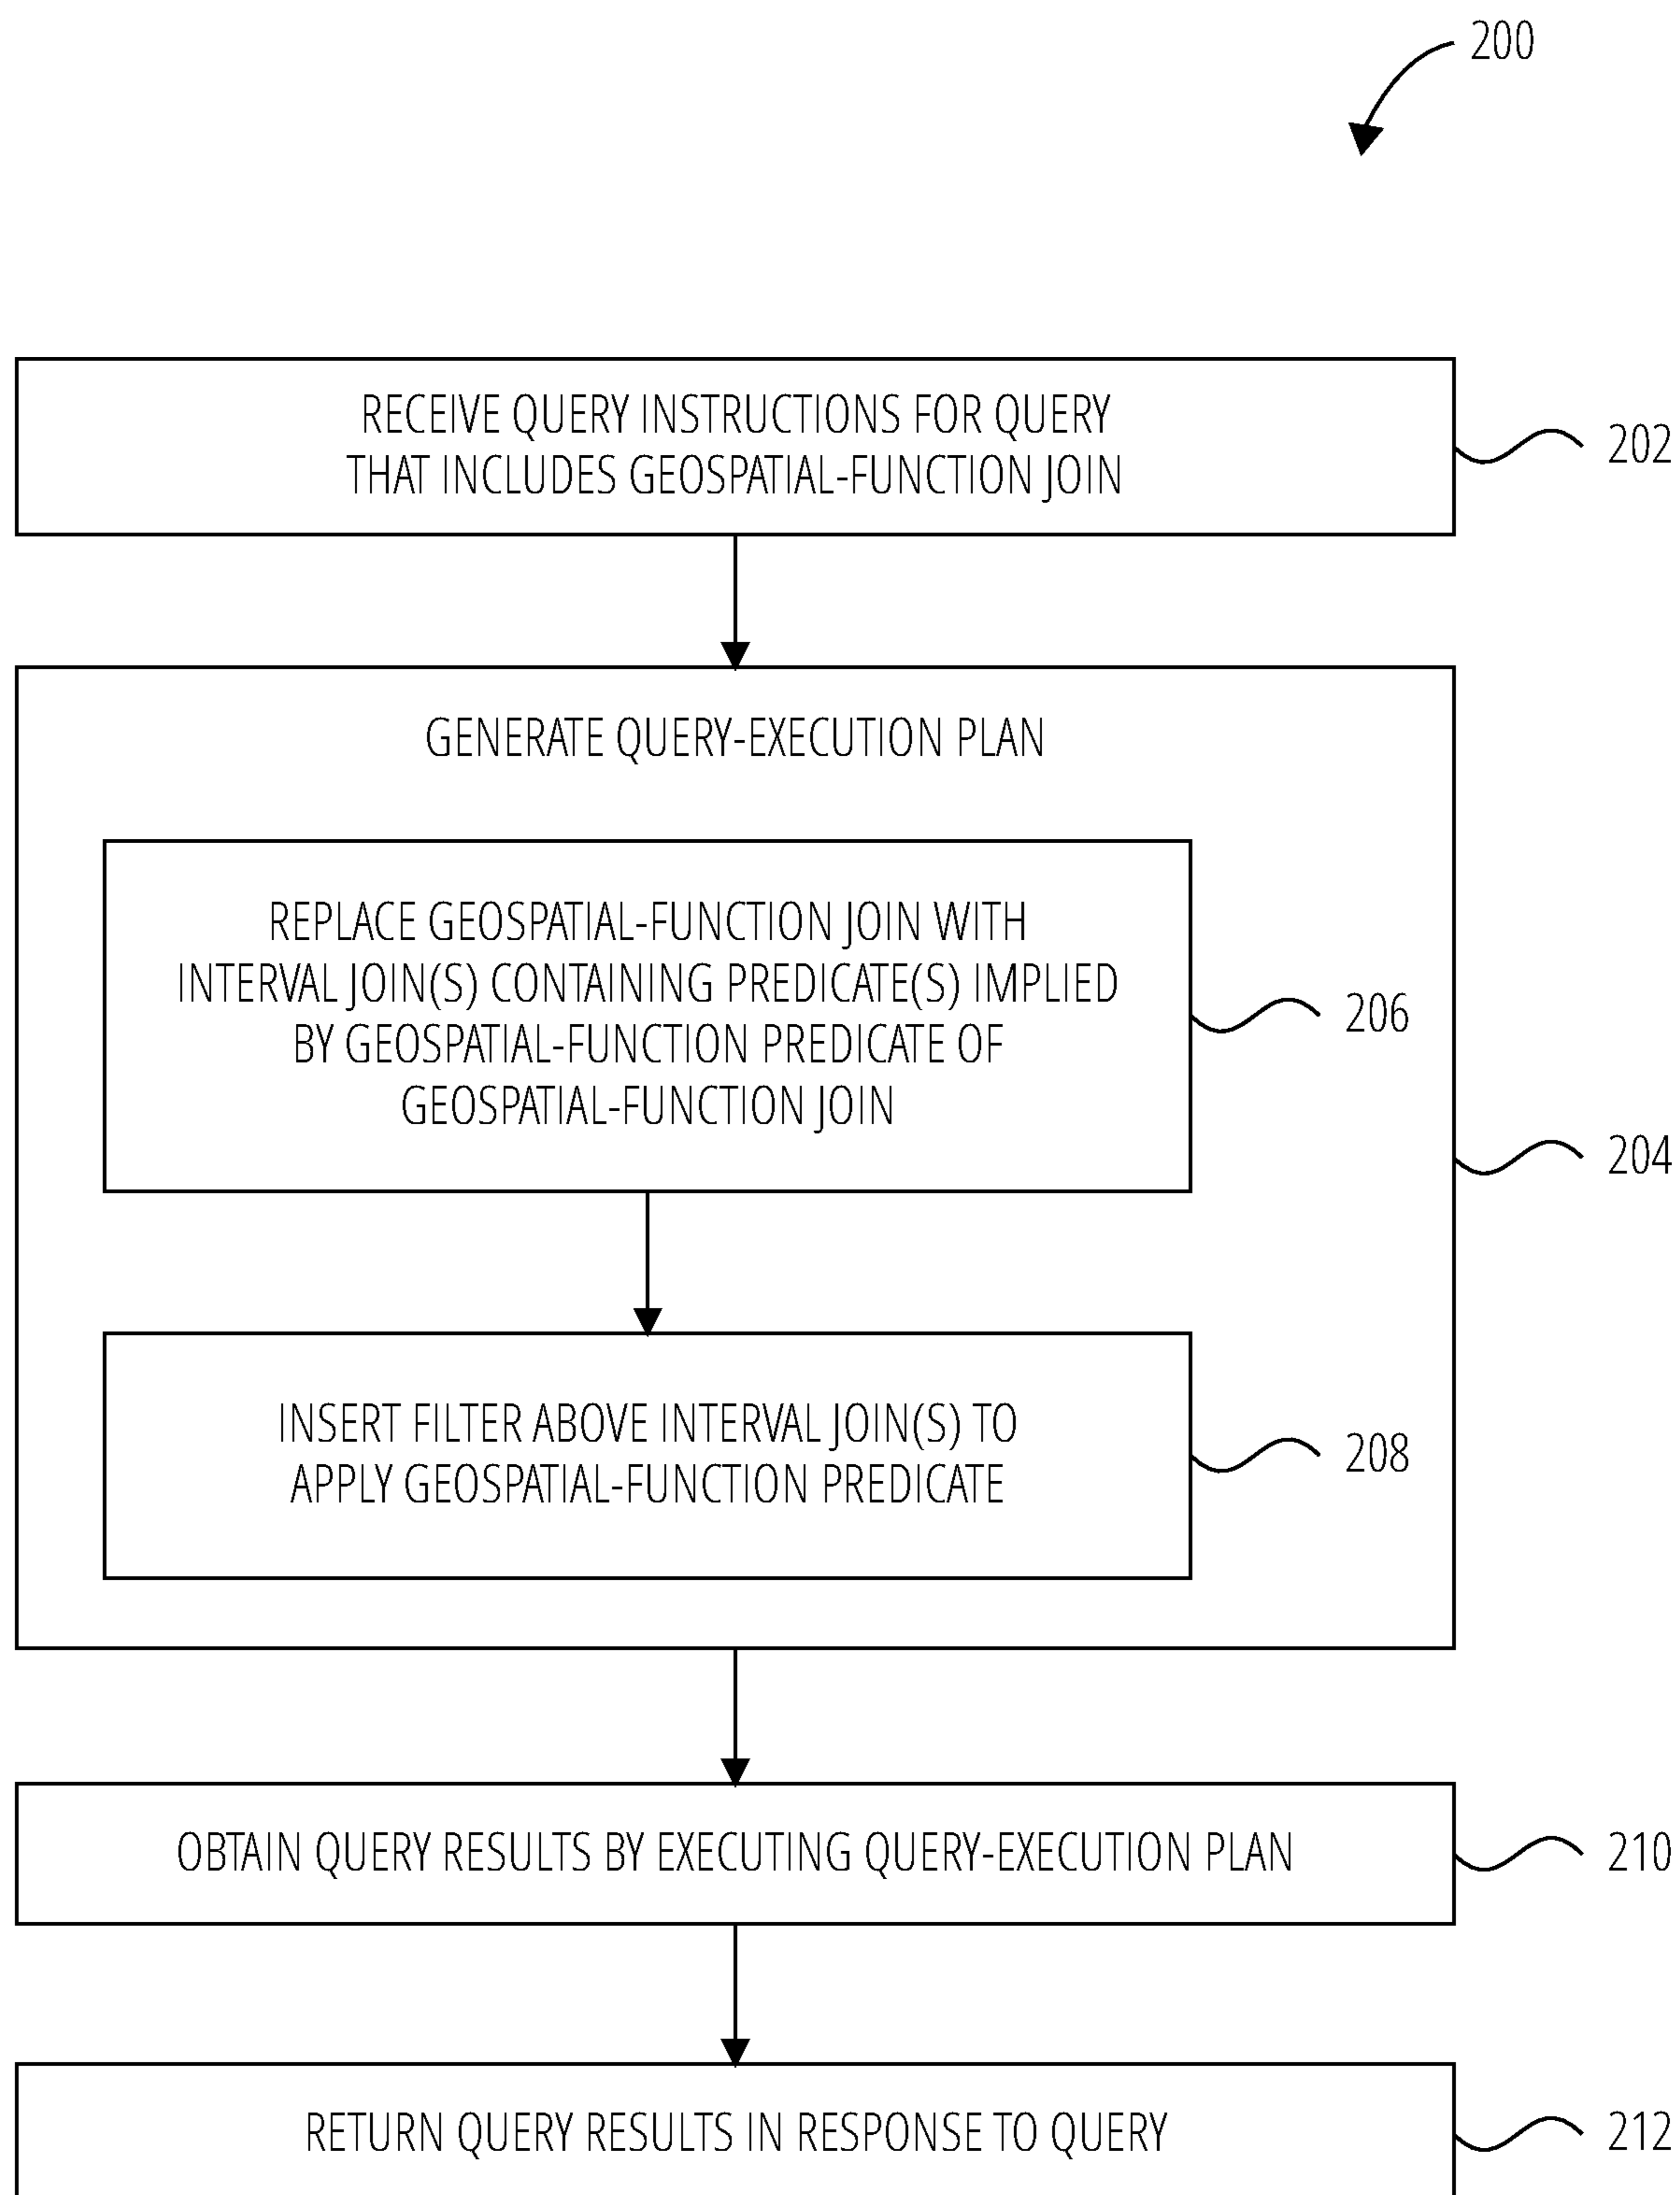 200
RECEIVE QUERY INSTRUCTIONS FOR QUERY
THAT INCLUDES GEOSPATIAL-FUNCTION JOIN
202
GENERATE QUERY-EXECUTION PLAN
REPLACE GEOSPATIAL-FUNCTION JOIN WITH
INTERVAL JOIN(S) CONTAINING PREDICATE(S) IMPLIED
BY GEOSPATIAL-FUNCTION PREDICATE OF
GEOSPATIAL-FUNCTION JOIN
206
204
INSERT FILTER ABOVE INTERVAL JOIN(S) TO
APPLY GEOSPATIAL-FUNCTION PREDICATE
208
OBTAIN QUERY RESULTS BY EXECUTING QUERY-EXECUTION PLAN
210
RETURN QUERY RESULTS IN RESPONSE TO QUERY
212